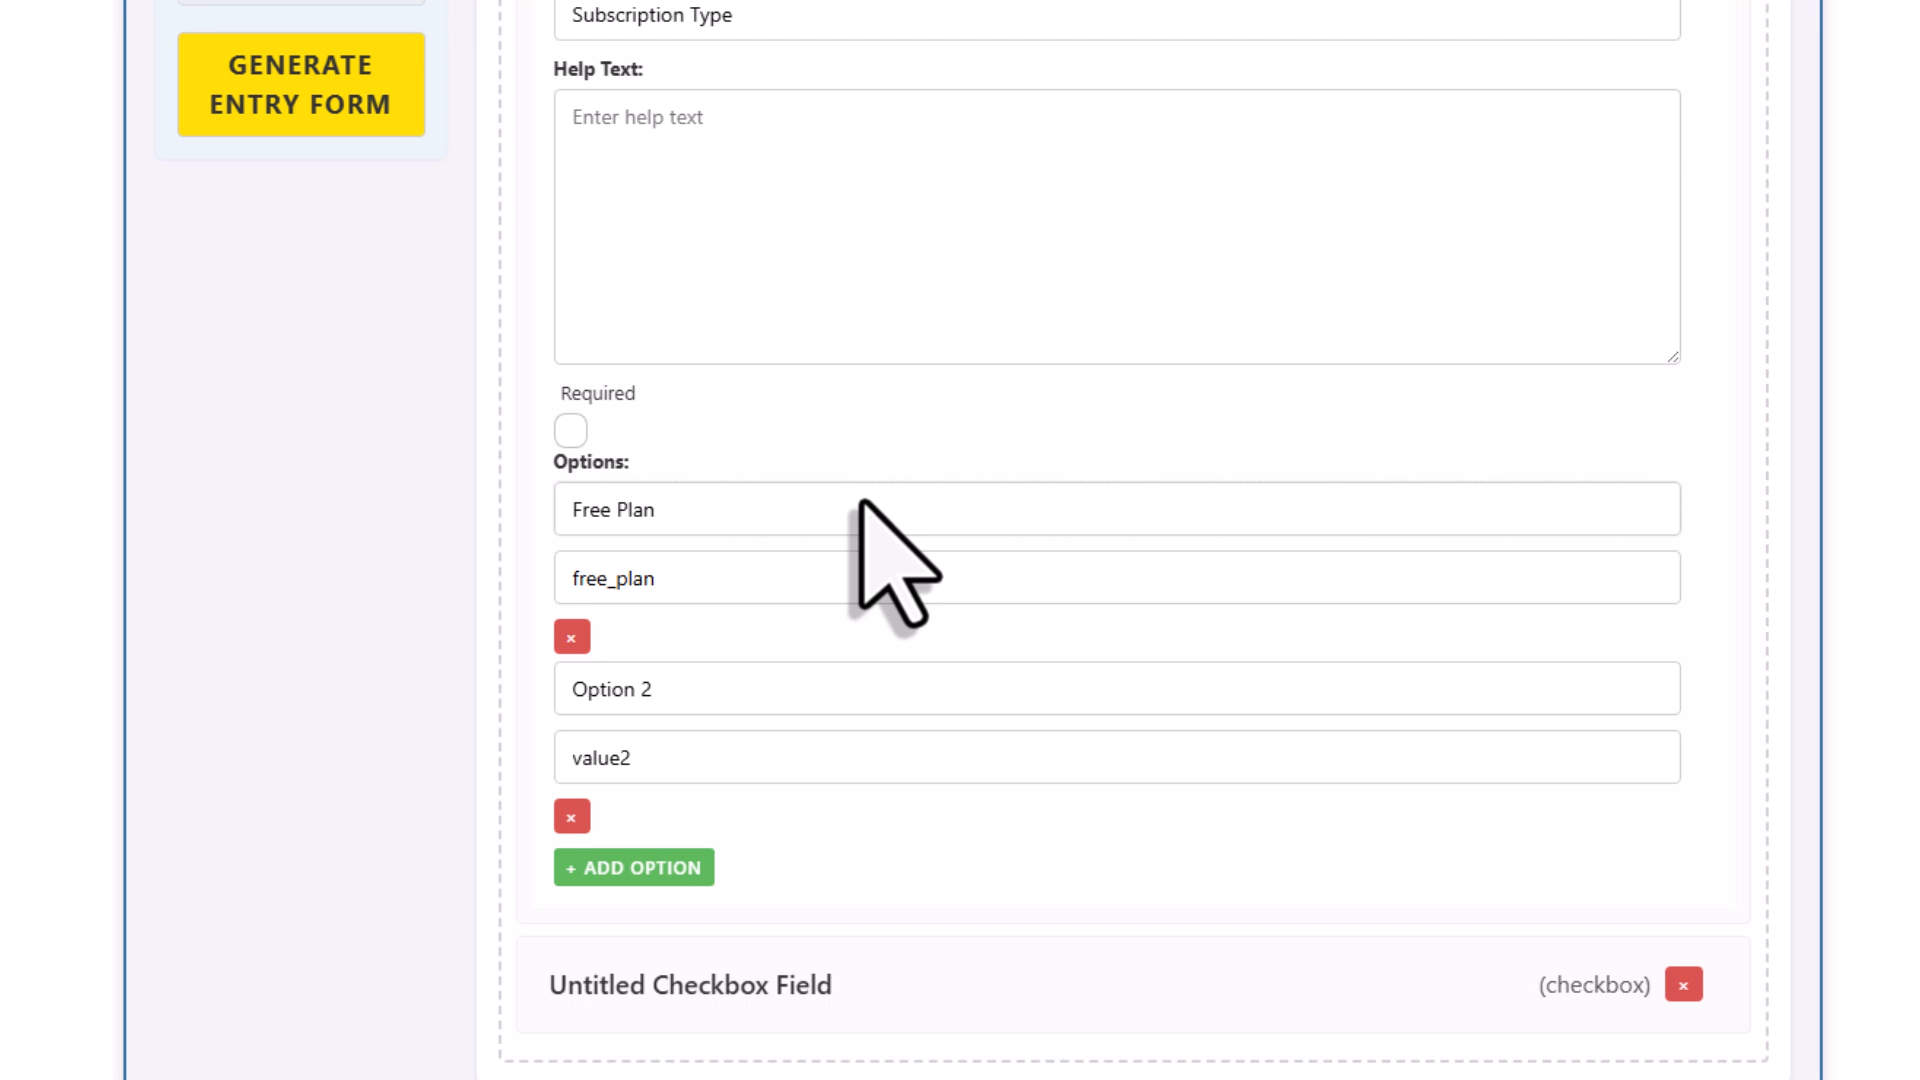 GENERATE
ENTRY FORM
Subscription Type
Help Text:
Enter help text
Required
Options:
Free Plan
free_plan
×
Option 2
value2
×
+ ADD OPTION
Untitled Checkbox Field
(checkbox)
×